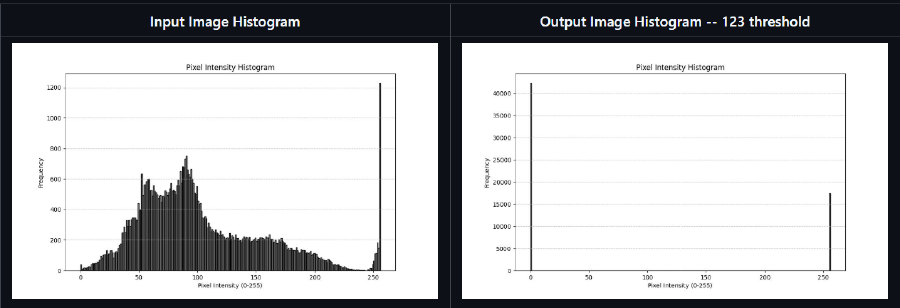 Input Image Histogram
Output Image Histogram -- 123 threshold
Pixel Intensity Histogram
1200
1000
800
600
400
200
0
Frequency
0 50 100 150 200 250
Pixel Intensity (0-255)
Pixel Intensity Histogram
40000
35000
30000
25000
20000
15000
10000
5000
0
Frequency
0 50 100 150 200 250
Pixel Intensity (0-255)